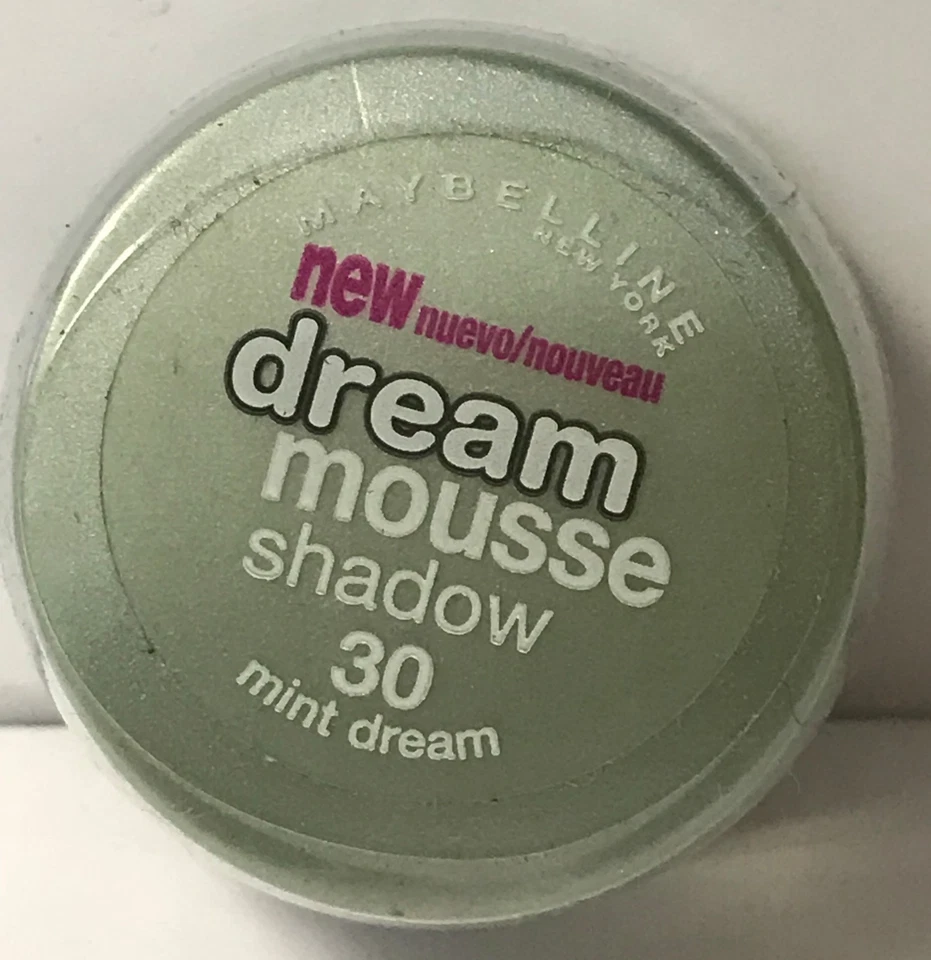 MAYBELLINE
NEW YORK
new nuevo/nouveau
dream
mousse
shadow
30
mint dream